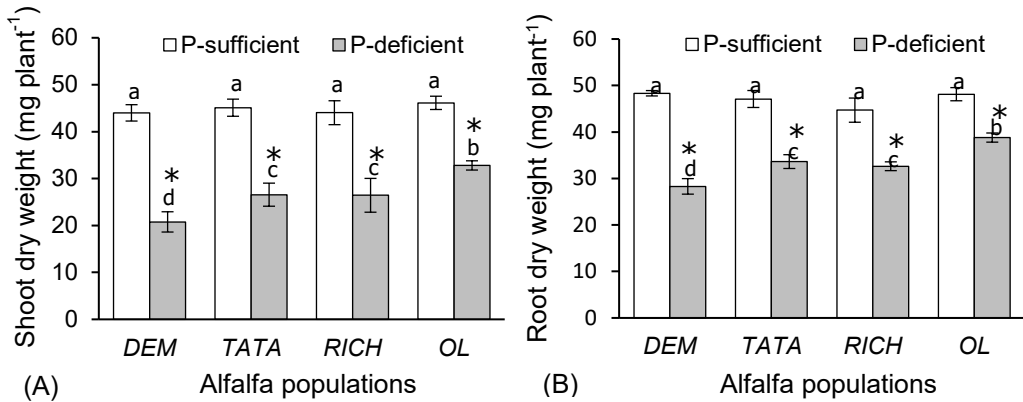 P-sufficient P-deficient
Shoot dry weight (mg plant⁻¹)
60
50
40
30
20
10
0
a
*
d
a
*
c
a
*
c
a
*
b
DEM TATA RICH OL
(A) Alfalfa populations
P-sufficient P-deficient
Root dry weight (mg plant⁻¹)
60
50
40
30
20
10
0
a
*
d
a
*
c
a
*
c
a
*
b
DEM TATA RICH OL
(B) Alfalfa populations